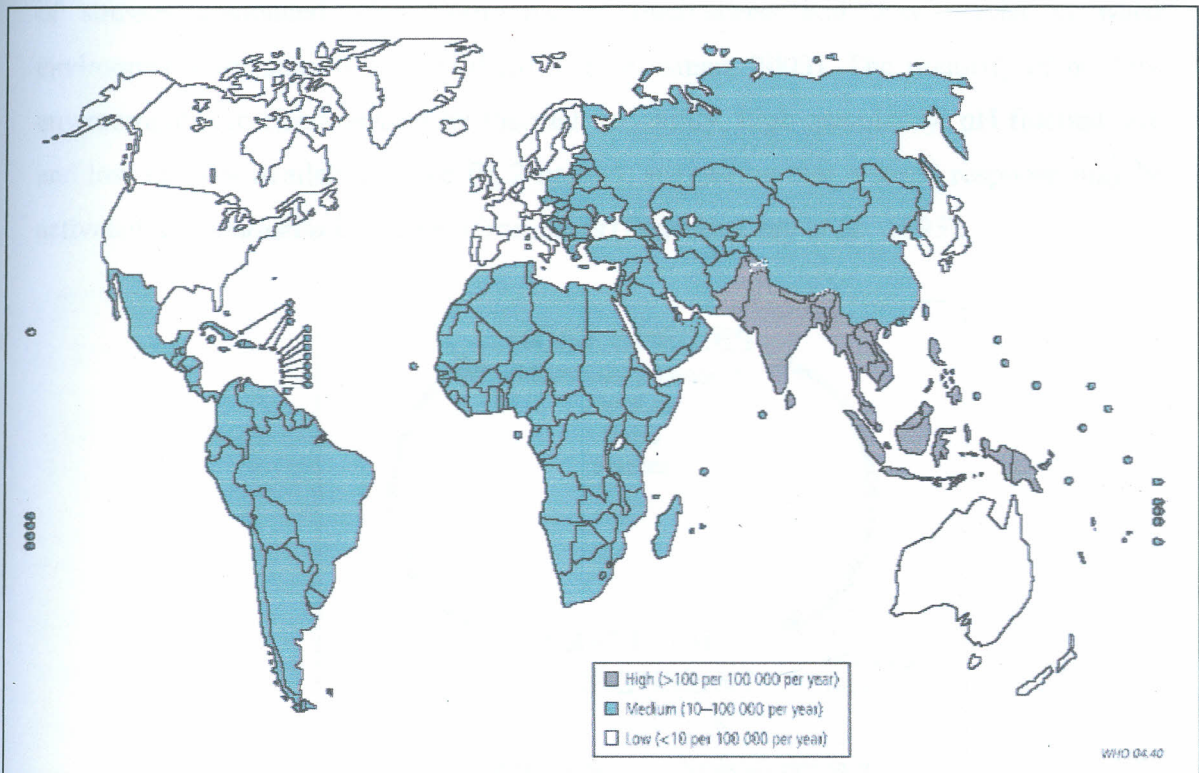 High (>100 per 100 000 per year)
Medium (10–100 000 per year)
Low (<10 per 100 000 per year)
WHO 04.40